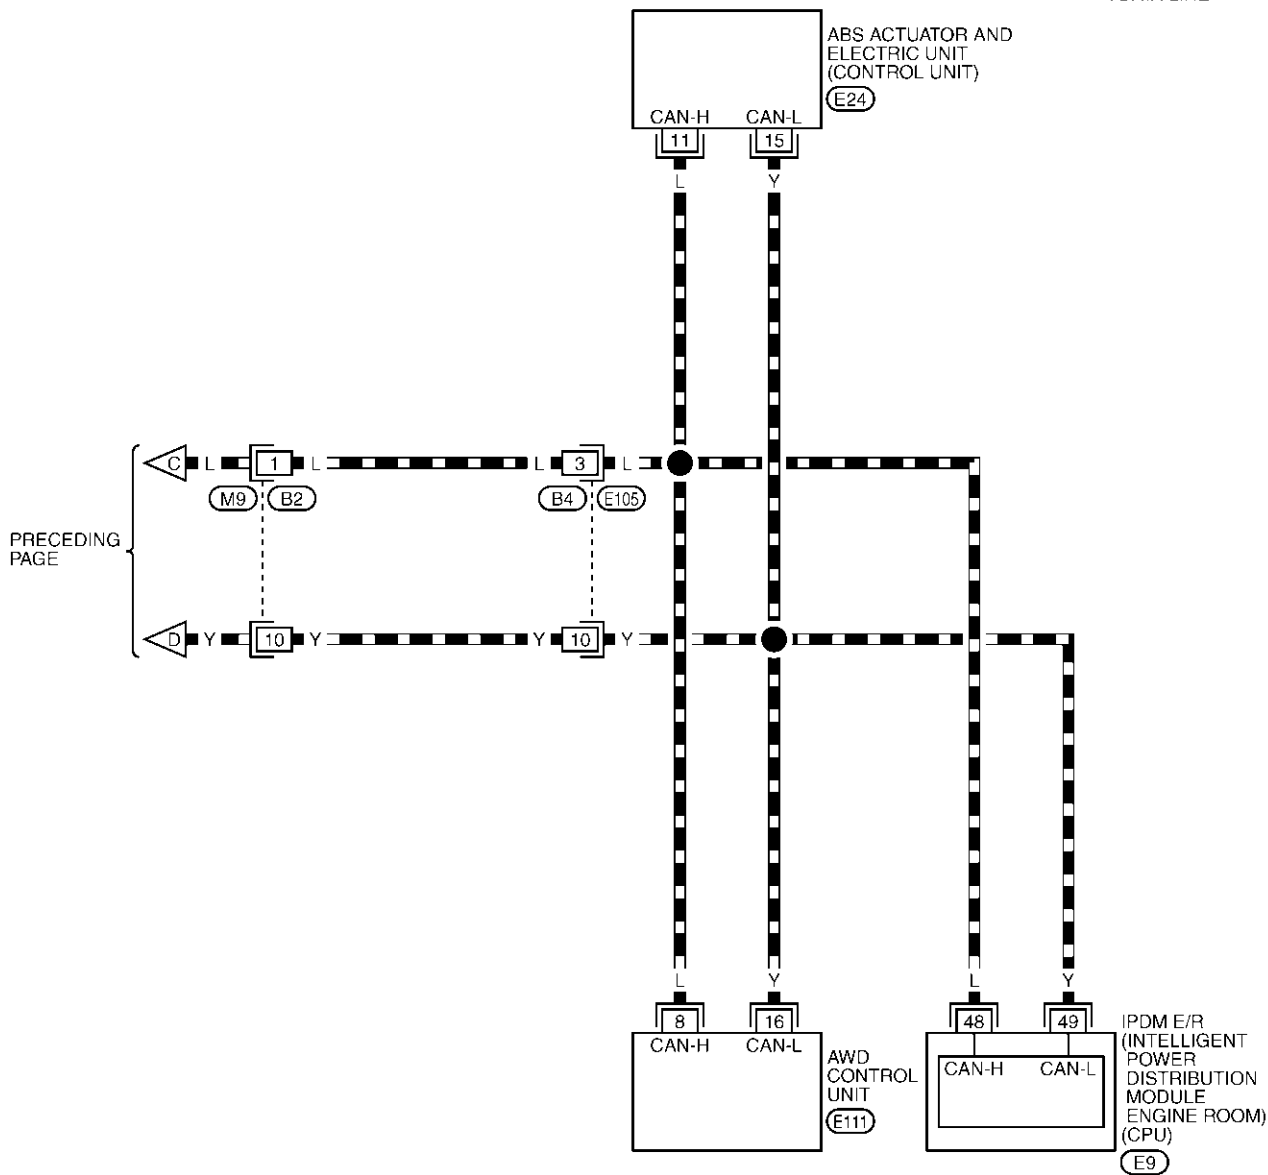 ABS ACTUATOR AND
ELECTRIC UNIT
(CONTROL UNIT)
E24
CAN-H CAN-L
11 15
L Y
C L 1 L L 3 L
M9 B2 B4 E105
PRECEDING
PAGE
D Y 10 Y Y 10 Y
L Y L Y
8 16 48 49
CAN-H CAN-L
AWD
CONTROL
UNIT
E111
CAN-H CAN-L
IPDM E/R
(INTELLIGENT
POWER
DISTRIBUTION
MODULE
ENGINE ROOM)
(CPU)
E9